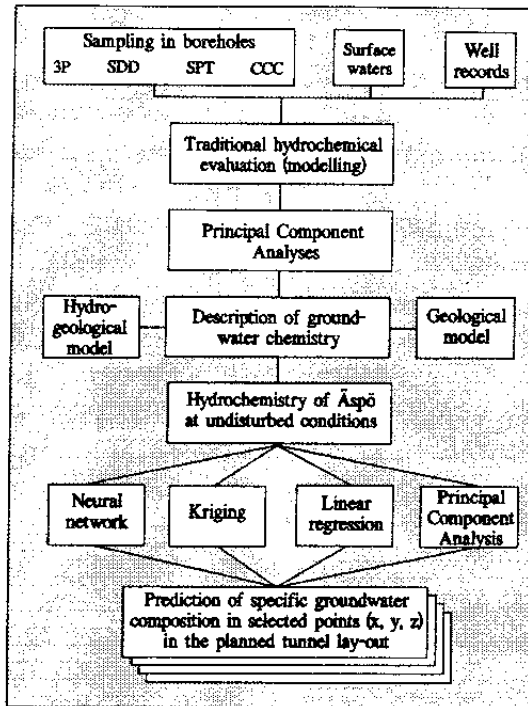 Sampling in boreholes
3P SDD SPT CCC
Surface
waters
Well
records
Traditional hydrochemical
evaluation (modelling)
Principal Component
Analyses
Hydro-
geological
model
Description of ground-
water chemistry
Geological
model
Hydrochemistry of Äspö
at undisturbed conditions
Neural
network
Kriging
Linear
regression
Principal
Component
Analysis
Prediction of specific groundwater
composition in selected points (x, y, z)
in the planned tunnel lay-out